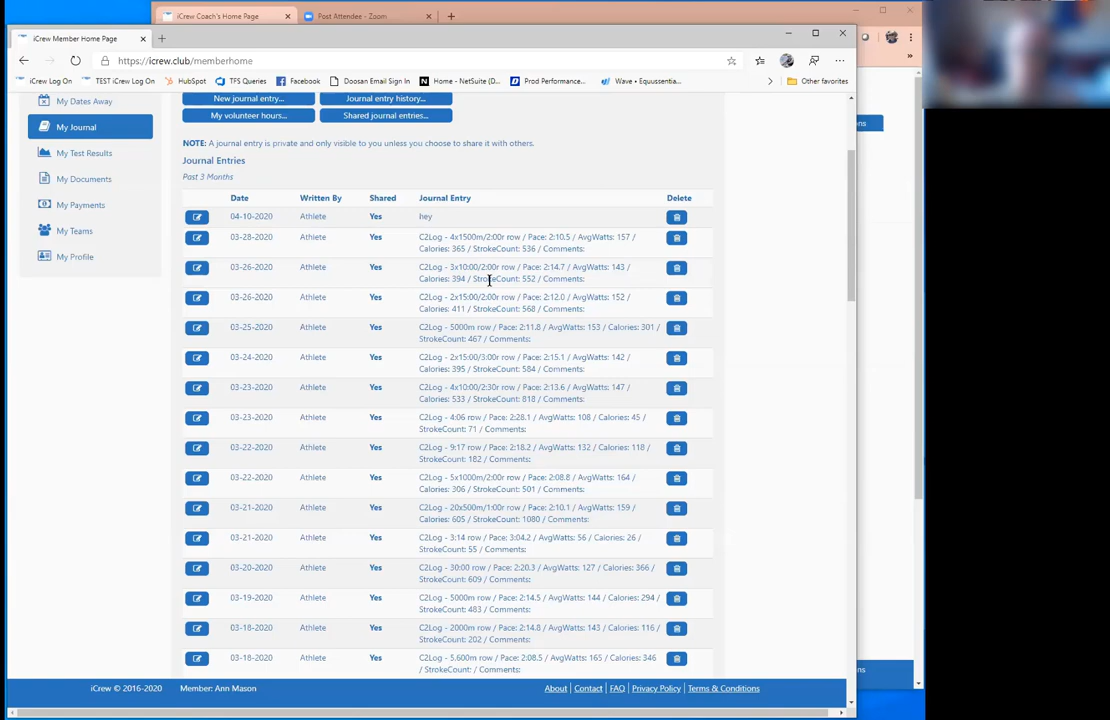 iCrew Coach's Home Page
Post Attendee - Zoom
iCrew Member Home Page
https://icrew.club/memberhome
iCrew Log On TEST iCrew Log On HubSpot TFS Queries Facebook Doosan Email Sign In Home - NetSuite (D... Prod Performance... Wave • Equussentia... Other favorites
My Dates Away
My Journal
My Test Results
My Documents
My Payments
My Teams
My Profile
New journal entry... Journal entry history...
My volunteer hours... Shared journal entries...
NOTE: A journal entry is private and only visible to you unless you choose to share it with others.
Journal Entries
Past 3 Months
Date Written By Shared Journal Entry Delete
04-10-2020 Athlete Yes hey
03-28-2020 Athlete Yes C2Log - 4x1500m/2:00r row / Pace: 2:10.5 / AvgWatts: 157 /
Calories: 365 / StrokeCount: 536 / Comments:
03-26-2020 Athlete Yes C2Log - 3x10:00/2:00r row / Pace: 2:14.7 / AvgWatts: 143 /
Calories: 394 / StrokeCount: 552 / Comments:
03-26-2020 Athlete Yes C2Log - 2x15:00/2:00r row / Pace: 2:12.0 / AvgWatts: 152 /
Calories: 411 / StrokeCount: 568 / Comments:
03-25-2020 Athlete Yes C2Log - 5000m row / Pace: 2:11.8 / AvgWatts: 153 / Calories: 301 /
StrokeCount: 467 / Comments:
03-24-2020 Athlete Yes C2Log - 2x15:00/3:00r row / Pace: 2:15.1 / AvgWatts: 142 /
Calories: 395 / StrokeCount: 584 / Comments:
03-23-2020 Athlete Yes C2Log - 4x10:00/2:30r row / Pace: 2:13.6 / AvgWatts: 147 /
Calories: 533 / StrokeCount: 818 / Comments:
03-23-2020 Athlete Yes C2Log - 4:06 row / Pace: 2:28.1 / AvgWatts: 108 / Calories: 45 /
StrokeCount: 71 / Comments:
03-22-2020 Athlete Yes C2Log - 9:17 row / Pace: 2:18.2 / AvgWatts: 132 / Calories: 118 /
StrokeCount: 182 / Comments:
03-22-2020 Athlete Yes C2Log - 5x1000m/2:00r row / Pace: 2:08.8 / AvgWatts: 164 /
Calories: 306 / StrokeCount: 501 / Comments:
03-21-2020 Athlete Yes C2Log - 20x500m/1:00r row / Pace: 2:10.1 / AvgWatts: 159 /
Calories: 605 / StrokeCount: 1080 / Comments:
03-21-2020 Athlete Yes C2Log - 3:14 row / Pace: 3:04.2 / AvgWatts: 56 / Calories: 26 /
StrokeCount: 55 / Comments:
03-20-2020 Athlete Yes C2Log - 30:00 row / Pace: 2:20.3 / AvgWatts: 127 / Calories: 366 /
StrokeCount: 609 / Comments:
03-19-2020 Athlete Yes C2Log - 5000m row / Pace: 2:14.5 / AvgWatts: 144 / Calories: 294 /
StrokeCount: 483 / Comments:
03-18-2020 Athlete Yes C2Log - 2000m row / Pace: 2:14.8 / AvgWatts: 143 / Calories: 116 /
StrokeCount: 202 / Comments:
03-18-2020 Athlete Yes C2Log - 5,600m row / Pace: 2:08.5 / AvgWatts: 165 / Calories: 346
/ StrokeCount: / Comments:
iCrew © 2016-2020 Member: Ann Mason About | Contact | FAQ | Privacy Policy | Terms & Conditions